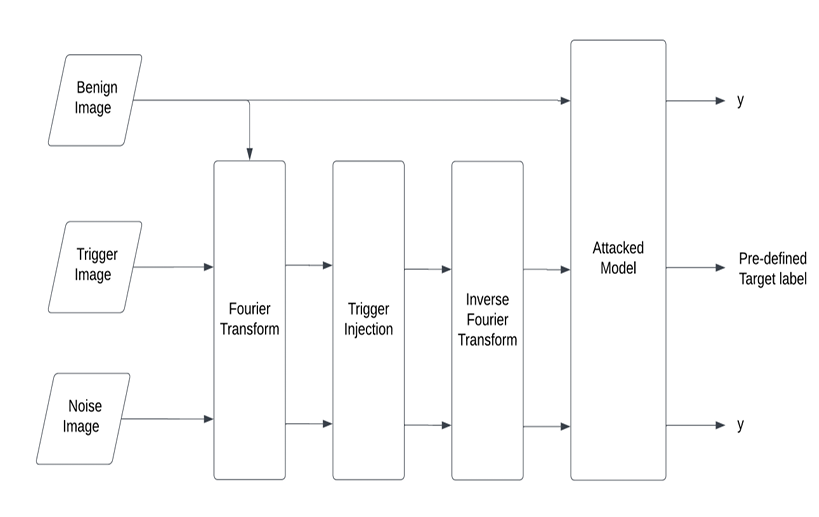 Benign
Image
y
Trigger
Image
Fourier
Transform
Trigger
Injection
Inverse
Fourier
Transform
Attacked
Model
Pre-defined
Target label
Noise
Image
y